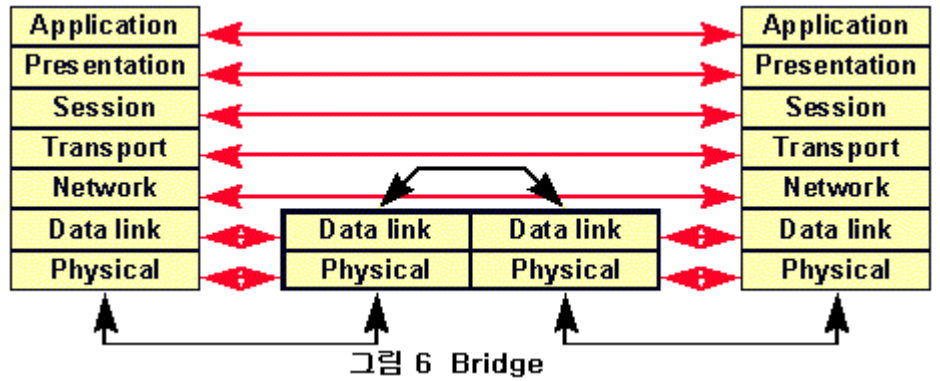 Application Application
Presentation Presentation
Session Session
Transport Transport
Network Network
Data link Data link Data link Data link
Physical Physical Physical Physical
그림 6 Bridge